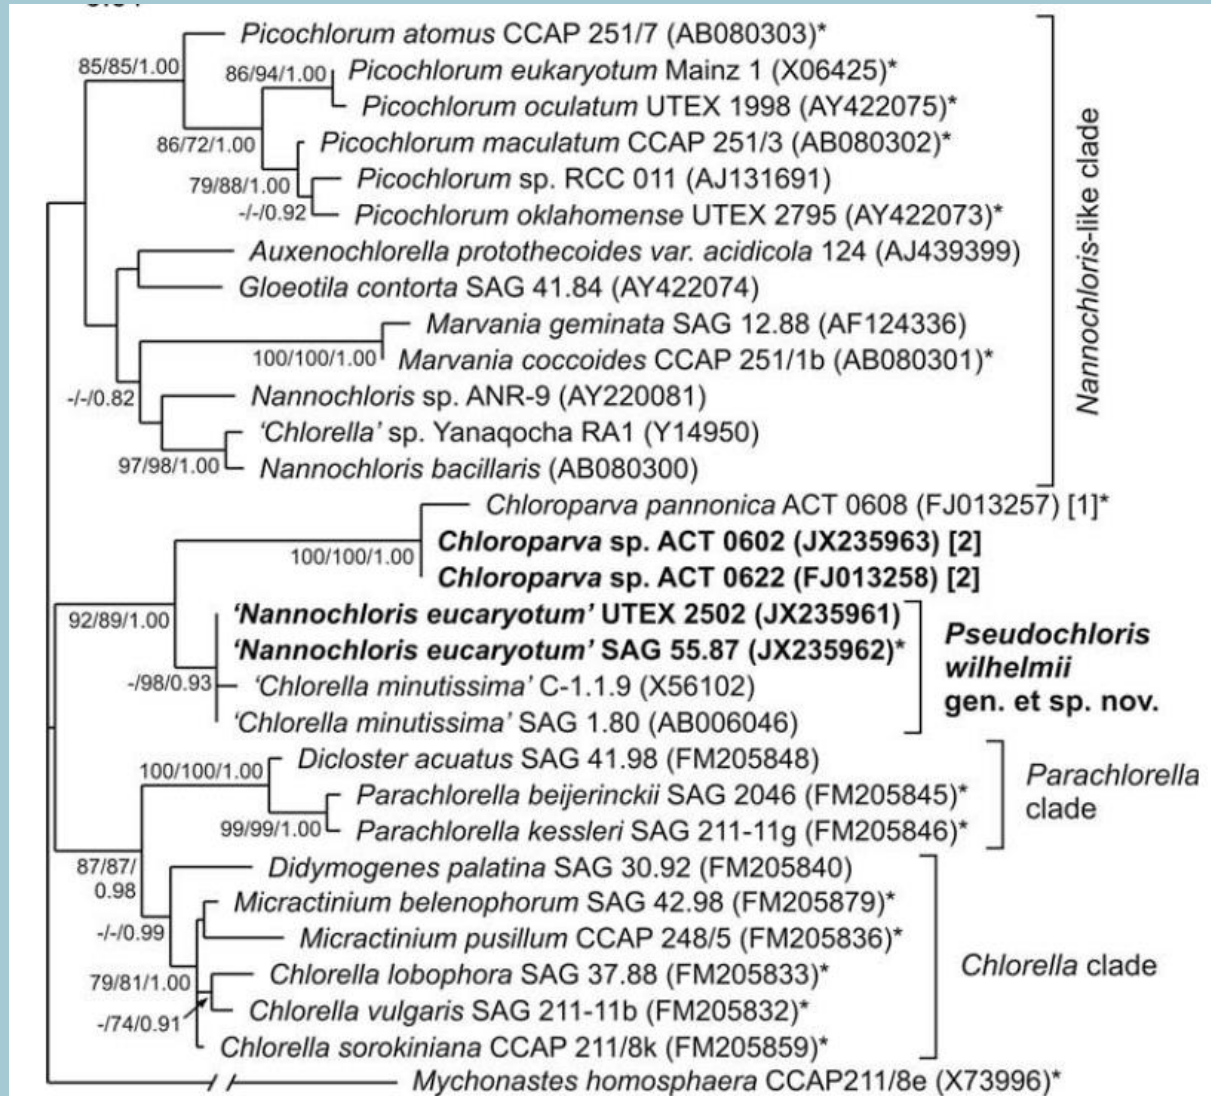 Picochlorum atomus CCAP 251/7 (AB080303)*
85/85/1.00
86/94/1.00
Picochlorum eukaryotum Mainz 1 (X06425)*
Picochlorum oculatum UTEX 1998 (AY422075)*
86/72/1.00
Picochlorum maculatum CCAP 251/3 (AB080302)*
79/88/1.00
Picochlorum sp. RCC 011 (AJ131691)
-/-/0.92
Picochlorum oklahomense UTEX 2795 (AY422073)*
Auxenochlorella protothecoides var. acidicola 124 (AJ439399)
Gloeotila contorta SAG 41.84 (AY422074)
Marvania geminata SAG 12.88 (AF124336)
100/100/1.00
Marvania coccoides CCAP 251/1b (AB080301)*
-/-/0.82
Nannochloris sp. ANR-9 (AY220081)
'Chlorella' sp. Yanaqocha RA1 (Y14950)
97/98/1.00
Nannochloris bacillaris (AB080300)
Nannochloris-like clade
Chloroparva pannonica ACT 0608 (FJ013257) [1]*
100/100/1.00
Chloroparva sp. ACT 0602 (JX235963) [2]
Chloroparva sp. ACT 0622 (FJ013258) [2]
92/89/1.00
'Nannochloris eucaryotum' UTEX 2502 (JX235961)
'Nannochloris eucaryotum' SAG 55.87 (JX235962)*
-/98/0.93
'Chlorella minutissima' C-1.1.9 (X56102)
'Chlorella minutissima' SAG 1.80 (AB006046)
Pseudochloris
wilhelmii
gen. et sp. nov.
100/100/1.00
Dicloster acuatus SAG 41.98 (FM205848)
Parachlorella beijerinckii SAG 2046 (FM205845)*
99/99/1.00
Parachlorella kessleri SAG 211-11g (FM205846)*
Parachlorella
clade
87/87/
0.98
Didymogenes palatina SAG 30.92 (FM205840)
Micractinium belenophorum SAG 42.98 (FM205879)*
-/-/0.99
Micractinium pusillum CCAP 248/5 (FM205836)*
79/81/1.00
Chlorella lobophora SAG 37.88 (FM205833)*
-/74/0.91
Chlorella vulgaris SAG 211-11b (FM205832)*
Chlorella sorokiniana CCAP 211/8k (FM205859)*
Chlorella clade
Mychonastes homosphaera CCAP211/8e (X73996)*